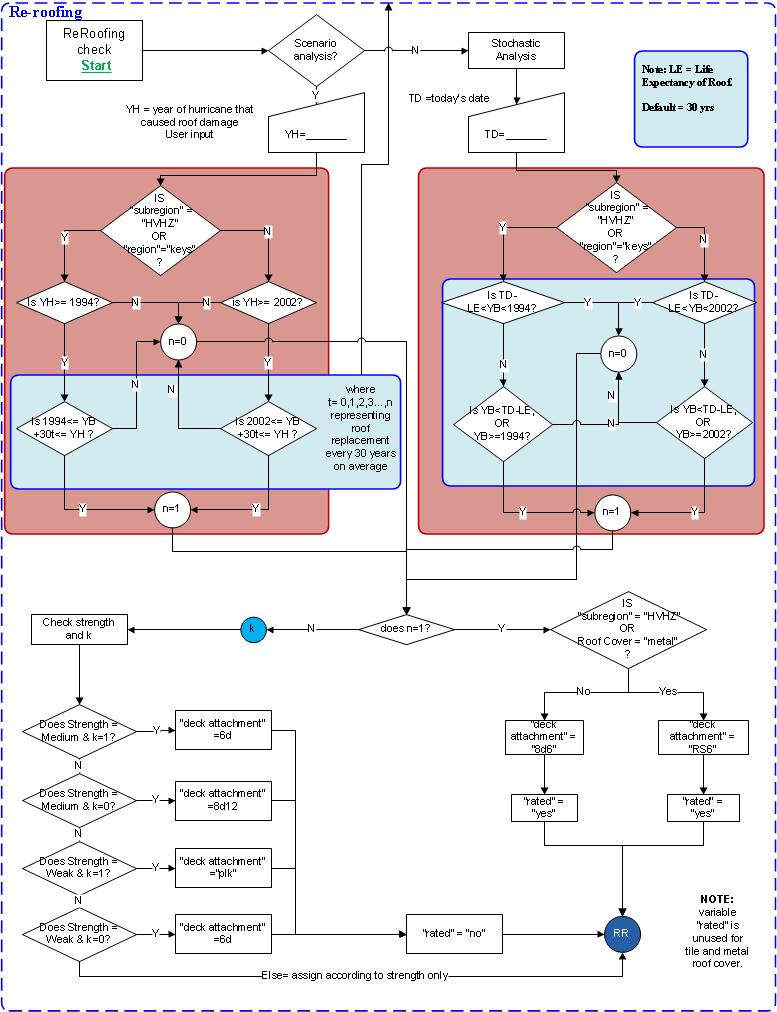 Re-roofing
ReRoofing
check
Start
Scenario
analysis?
N
Stochastic
Analysis
Note: LE = Life
Expectancy of Roof.
Default = 30 yrs
Y
YH = year of hurricane that
caused roof damage
User input
YH=______
TD =today's date
TD=______
IS
"subregion" =
"HVHZ"
OR
"region"="keys"
?
Y
N
Is YH>= 1994?
N
N
is YH>= 2002?
n=0
Y
N
N
Y
Is 1994<= YB
+30t<= YH ?
Is 2002<= YB
+30t<= YH ?
where
t= 0,1,2,3...,n
representing
roof
replacement
every 30 years
on average
Y
n=1
Y
IS
"subregion" =
"HVHZ"
OR
"region"="keys"
?
Y
N
Is TD-
LE<YB<1994?
Y
Y
Is TD-
LE<YB<2002?
n=0
N
N
N
Is YB<TD-LE,
OR
YB>=1994?
N
Is YB<TD-LE,
OR
YB>=2002?
Y
n=1
Y
Check strength
and k
k
N
does n=1?
Y
IS
"subregion" = "HVHZ"
OR
Roof Cover = "metal"
?
No
Yes
"deck
attachment" =
"8d6"
"deck
attachment" =
"RS6"
"rated" =
"yes"
"rated" =
"yes"
Does Strength =
Medium & k=1?
Y
"deck attachment"
=6d
N
Does Strength =
Medium & k=0?
Y
"deck attachment"
=8d12
N
Does Strength =
Weak & k=1?
Y
"deck attachment"
="plk"
N
Does Strength =
Weak & k=0?
Y
"deck attachment"
=6d
"rated" = "no"
RR
NOTE:
variable
"rated" is
unused for
tile and metal
roof cover.
Else= assign according to strength only